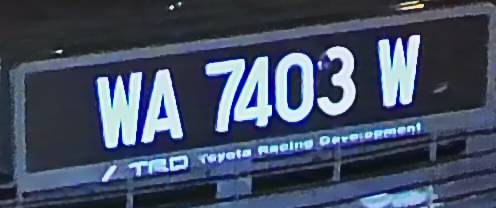 WA 7403 W
TRD Toyota Racing Development